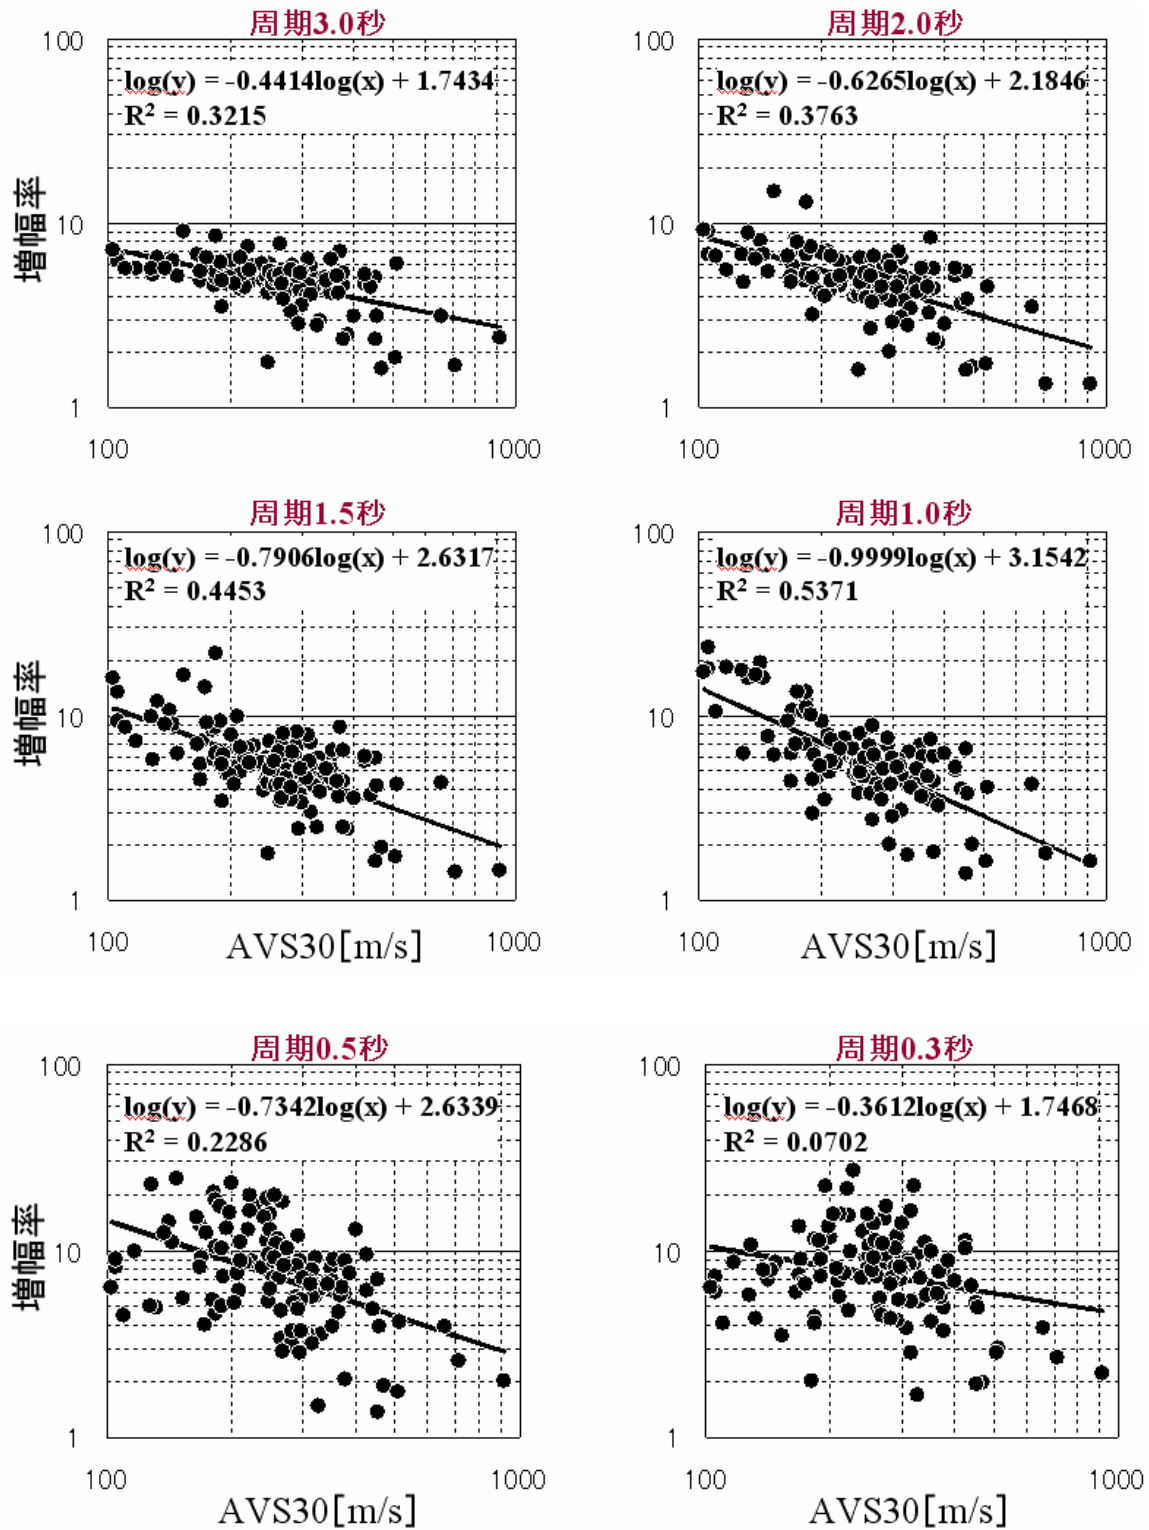 周期3.0秒
100
log(y) = -0.4414log(x) + 1.7434
R² = 0.3215
増幅率
10
1
100
1000
周期2.0秒
100
log(y) = -0.6265log(x) + 2.1846
R² = 0.3763
10
1
100
1000
周期1.5秒
100
log(y) = -0.7906log(x) + 2.6317
R² = 0.4453
増幅率
10
1
100
1000
AVS30[m/s]
周期1.0秒
100
log(y) = -0.9999log(x) + 3.1542
R² = 0.5371
10
1
100
1000
AVS30[m/s]
周期0.5秒
100
log(y) = -0.7342log(x) + 2.6339
R² = 0.2286
増幅率
10
1
100
1000
AVS30[m/s]
周期0.3秒
100
log(y) = -0.3612log(x) + 1.7468
R² = 0.0702
10
1
100
1000
AVS30[m/s]